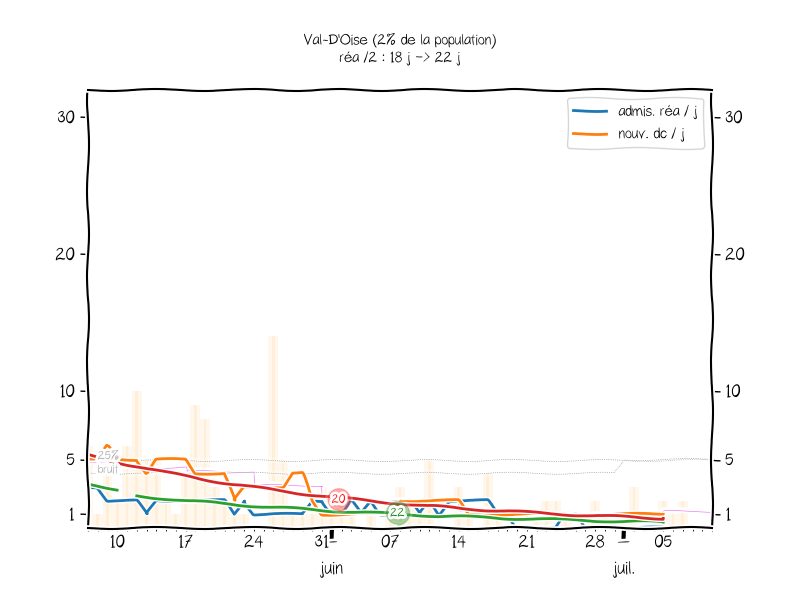 Val-D'Oise (2% de la population)
réa /2 : 18 j -> 22 j
admis. réa / j
nouv. dc / j
30 30
20 20
10 10
5 5
1 1
25%
bruit
20
22
10 17 24 31 07 14 21 28 05
juin juil.